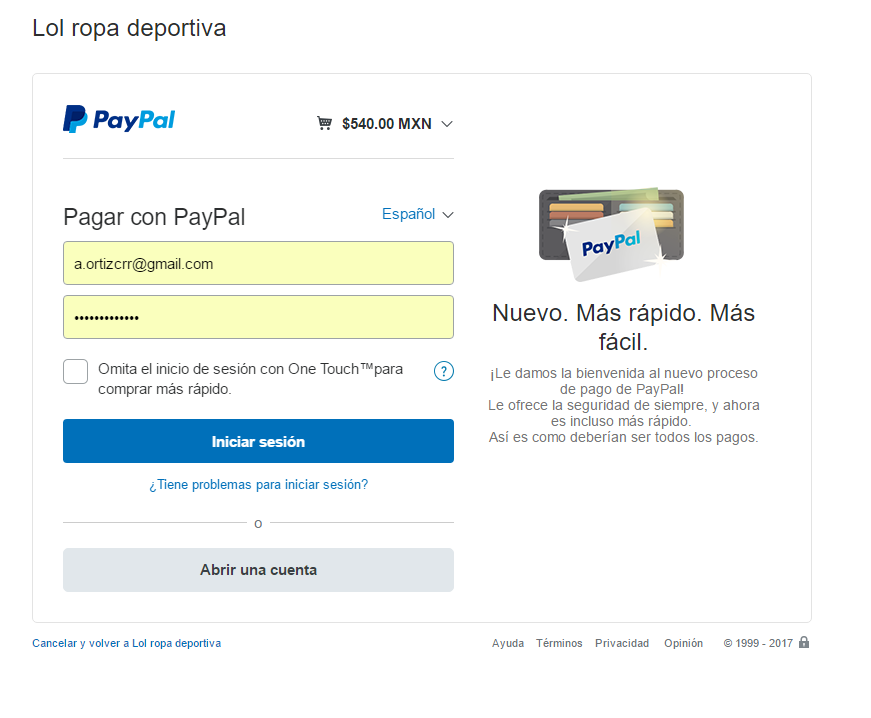 Lol ropa deportiva
PayPal
$540.00 MXN
Pagar con PayPal
Español
a.ortizcrr@gmail.com
•••••••••••••
Omita el inicio de sesión con One Touch™para
comprar más rápido.
?
Iniciar sesión
¿Tiene problemas para iniciar sesión?
o
Abrir una cuenta
PayPal
Nuevo. Más rápido. Más
fácil.
¡Le damos la bienvenida al nuevo proceso
de pago de PayPal!
Le ofrece la seguridad de siempre, y ahora
es incluso más rápido.
Así es como deberían ser todos los pagos.
Cancelar y volver a Lol ropa deportiva
Ayuda Términos Privacidad Opinión © 1999 - 2017